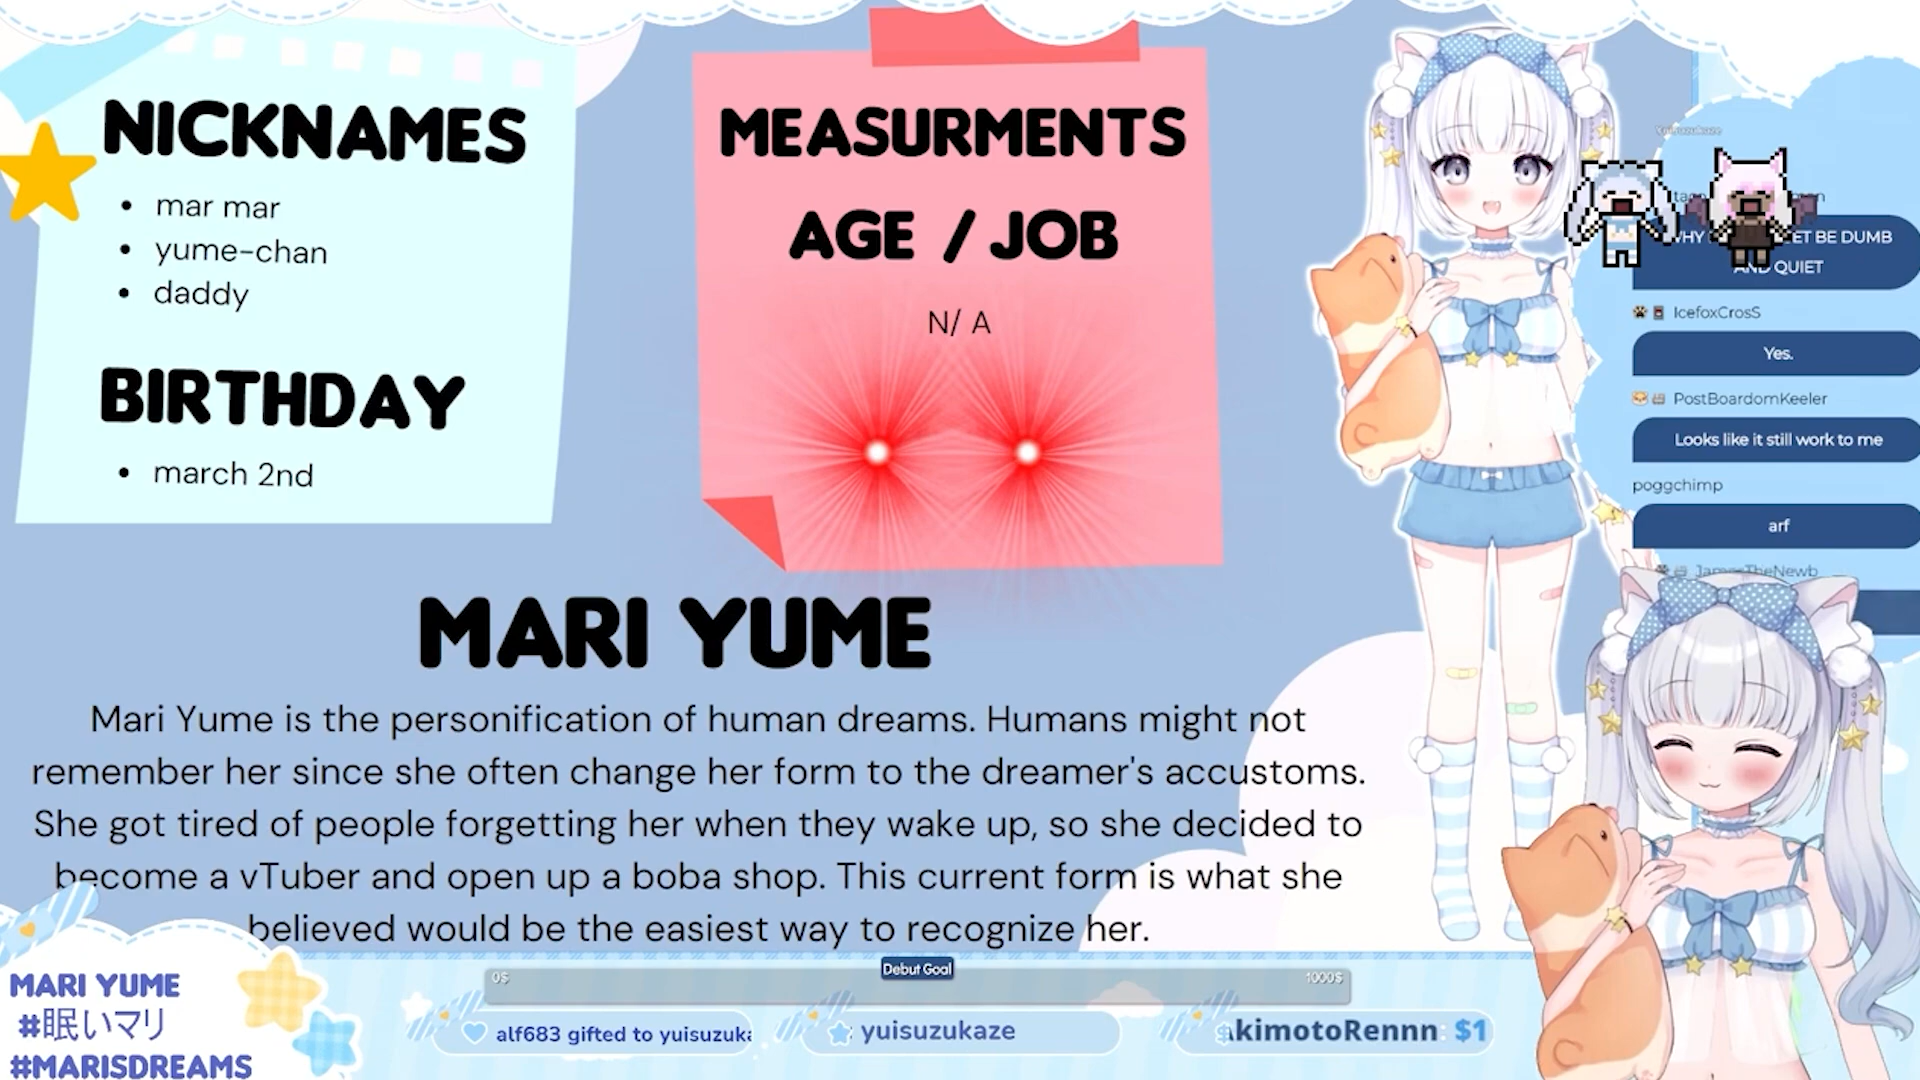 NICKNAMES
mar mar
yume-chan
daddy
BIRTHDAY
march 2nd
MEASURMENTS
AGE / JOB
N/ A
MARI YUME
Mari Yume is the personification of human dreams. Humans might not
remember her since she often change her form to the dreamer's accustoms.
She got tired of people forgetting her when they wake up, so she decided to
become a vTuber and open up a boba shop. This current form is what she
believed would be the easiest way to recognize her.
Yuisuzukaze
BE DUMB
AND QUIET
IcefoxCrosS
Yes.
PostBoardomKeeler
Looks like it still work to me
poggchimp
arf
JamesTheNewb
MARI YUME
#眠いマリ
#MARISDREAMS
Debut Goal
0$
1000$
alf683 gifted to yuisuzuka
yuisuzukaze
kimotoRennn: $1